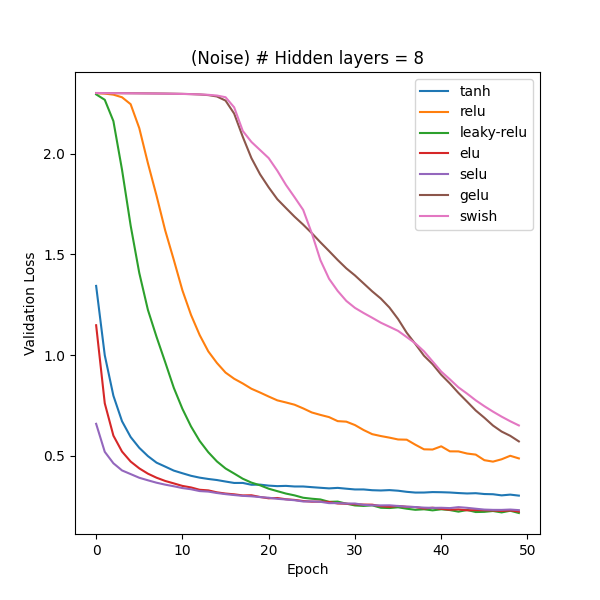 (Noise) # Hidden layers = 8
Validation Loss
2.0
1.5
1.0
0.5
tanh
relu
leaky-relu
elu
selu
gelu
swish
0 10 20 30 40 50
Epoch